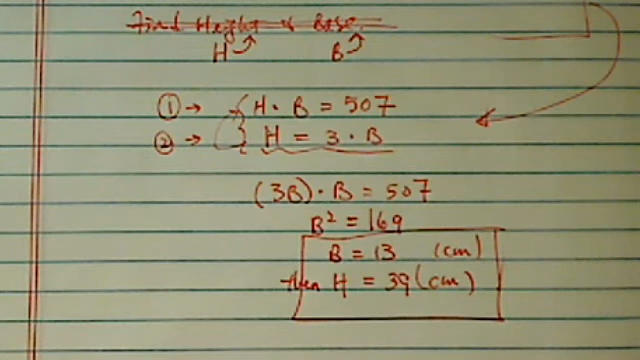 Find Height & Base
H B
① → H · B = 507
② → H = 3 · B
(3B) · B = 507
B² = 169
B = 13 (cm)
then H = 39 (cm)